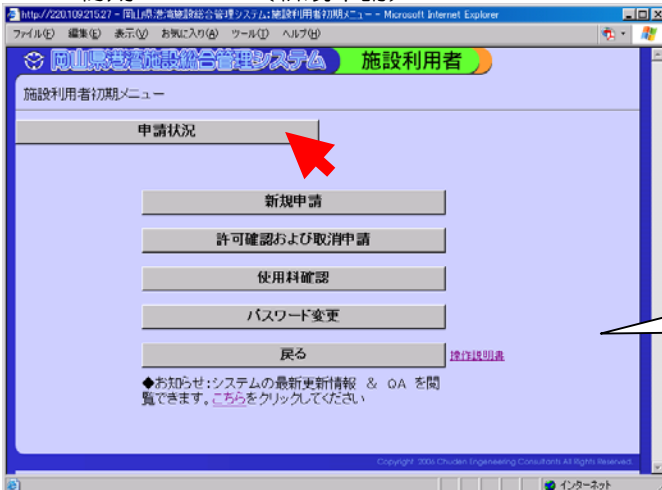 http://220.109.215.27 - 岡山県港湾施設総合管理システム:施設利用者初期メニュー - Microsoft Internet Explorer
ファイル(F) 編集(E) 表示(V) お気に入り(A) ツール(T) ヘルプ(H)
岡山県港湾施設総合管理システム 施設利用者
施設利用者初期メニュー
申請状況
新規申請
許可確認および取消申請
使用料確認
パスワード変更
戻る 操作説明書
◆お知らせ:システムの最新更新情報 & QA を閲
覧できます。こちらをクリックしてください
Copyright 2006 Chuden Engeneering Consultants All Rights Reserved.
インターネット